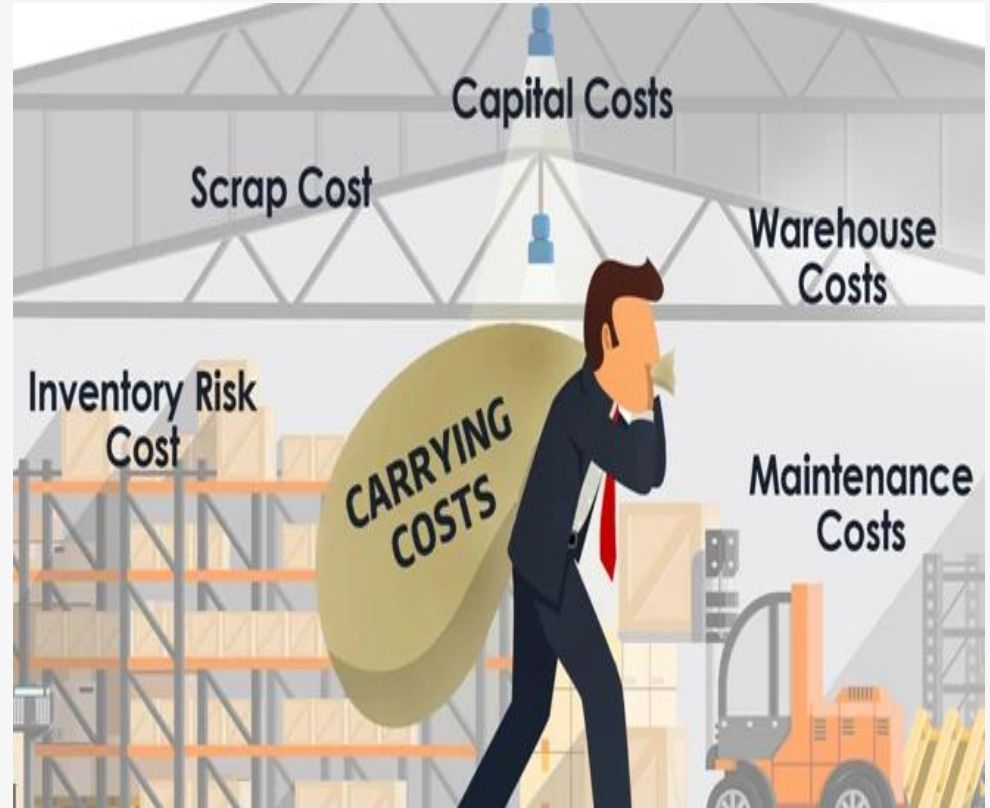 Capital Costs
Scrap Cost
Warehouse
Costs
Inventory Risk
Cost
CARRYING
COSTS
Maintenance
Costs